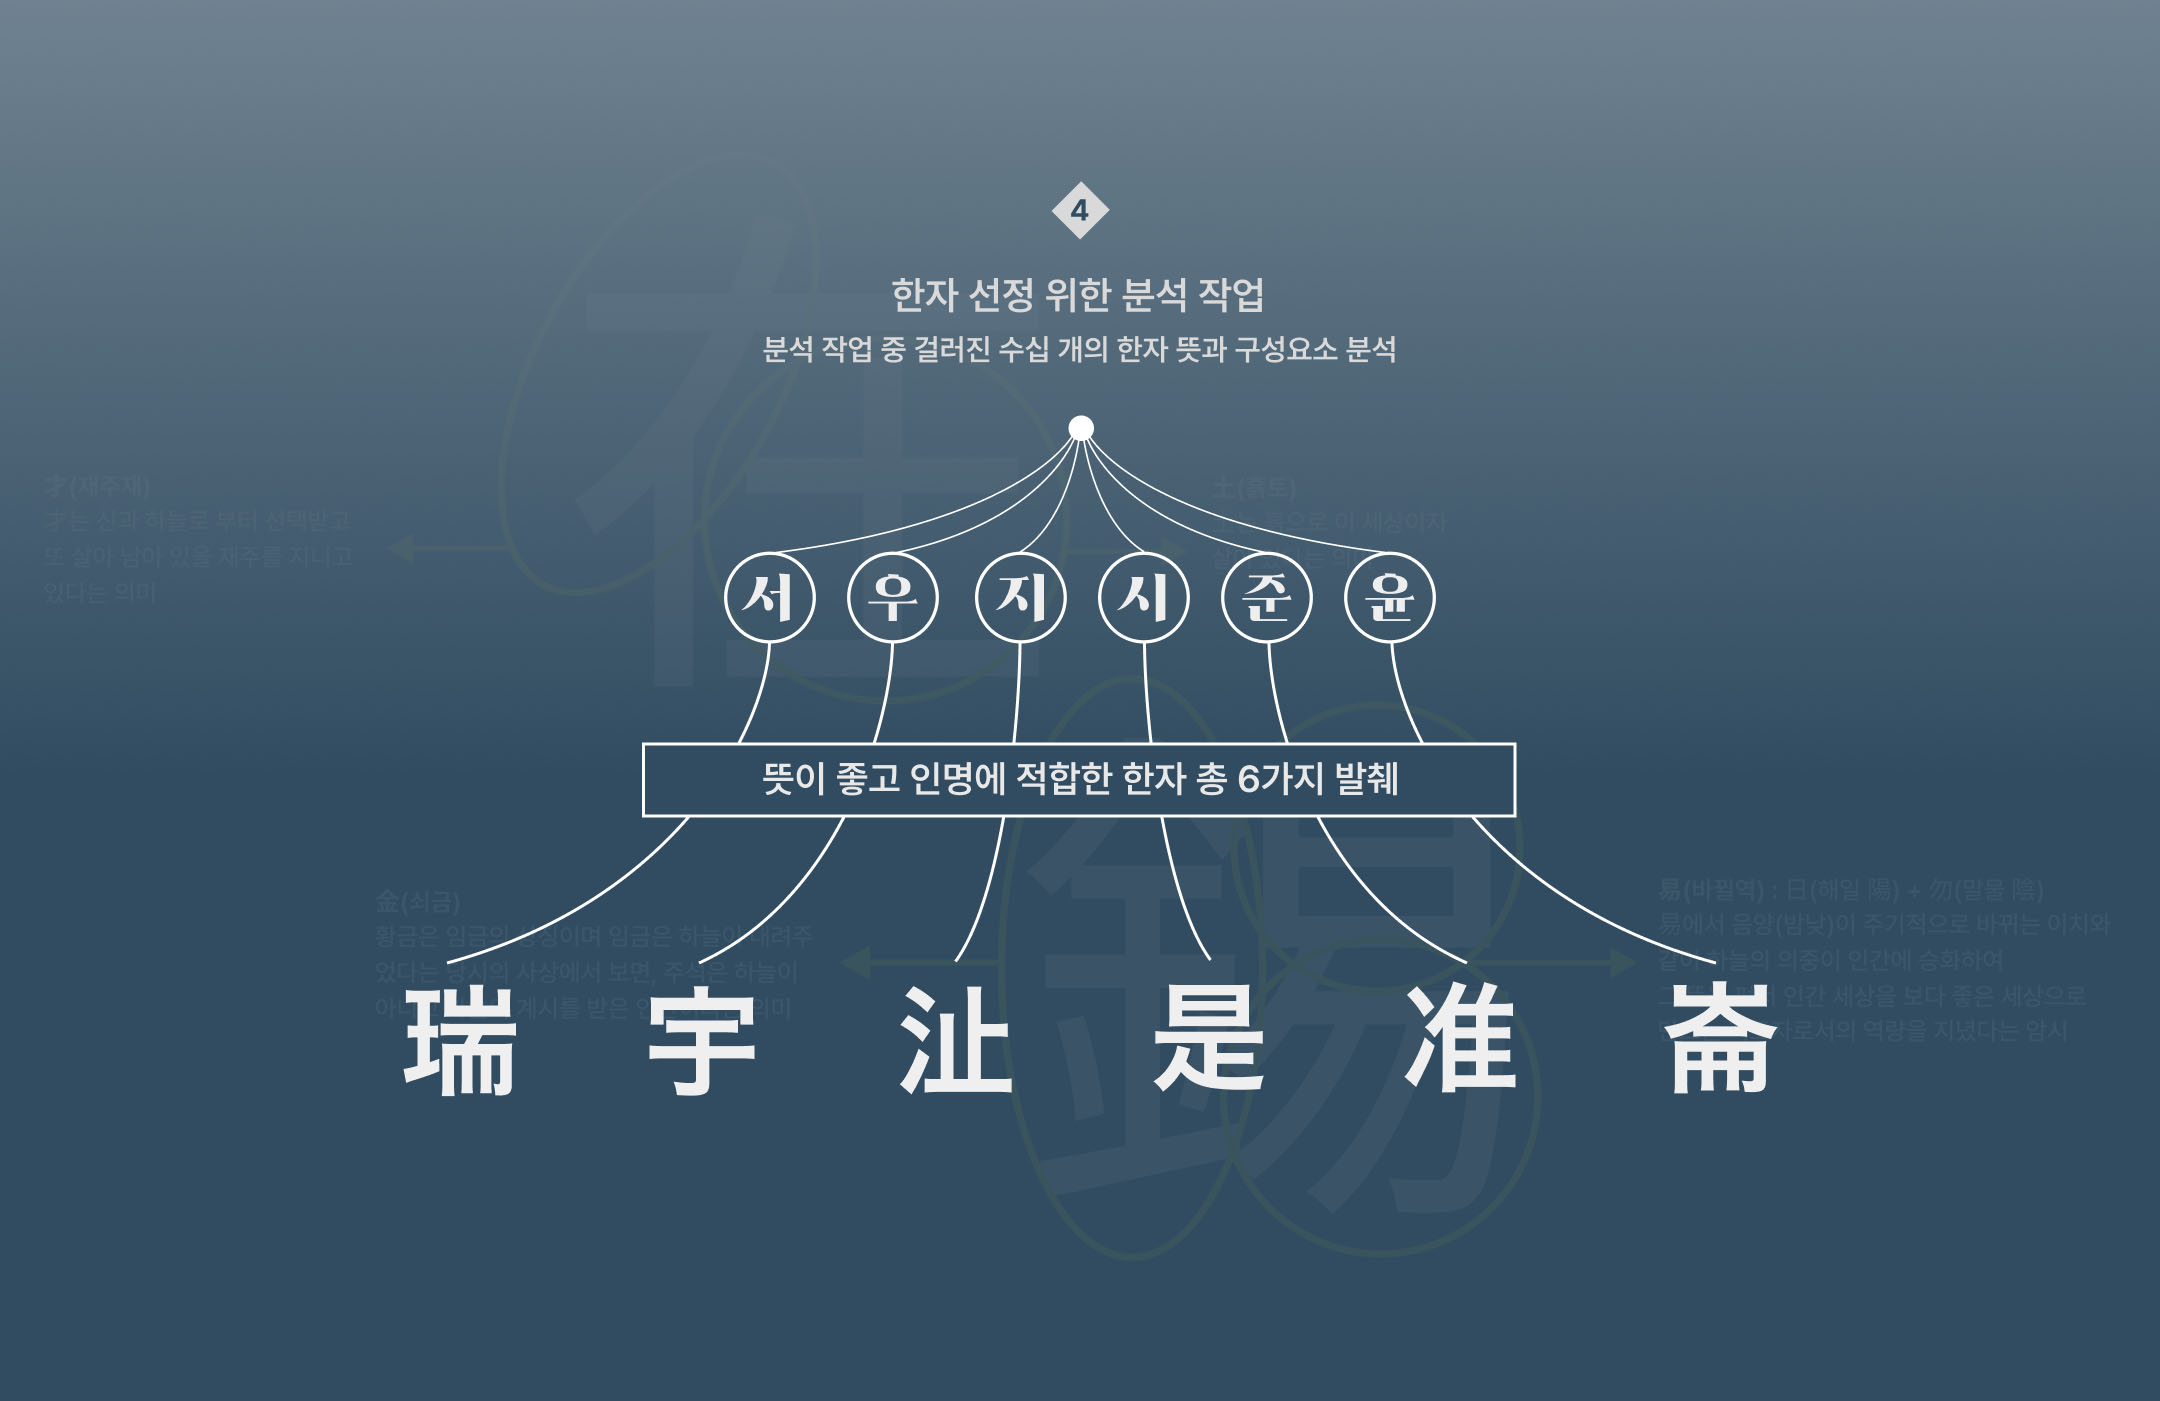 4
한자 선정 위한 분석 작업
분석 작업 중 걸러진 수십 개의 한자 뜻과 구성요소 분석
在
才(재주재)
才는 신과 하늘로 부터 선택받고
또 살아 남아 있을 재주를 지니고
있다는 의미
土(흙토)
흙으로 이 세상이자
서 우 지 시 준 윤
뜻이 좋고 인명에 적합한 한자 총 6가지 발췌
錫
金(쇠금)
황금은 임금의 상징이며 임금은 하늘이 내려주
었다는 당시의 사상에서 보면, 주석은 하늘이
계시를 받은
의미
易(바뀔역) : 日(해일 陽) + 勿(말물 陰)
易에서 음양(밤낮)이 주기적으로 바뀌는 이치와
같이 하늘의 의중이 인간에 승화하여
인간 세상을 보다 좋은 세상으로
자로서의 역량을 지녔다는 암시
瑞 宇 沚 是 准 崙